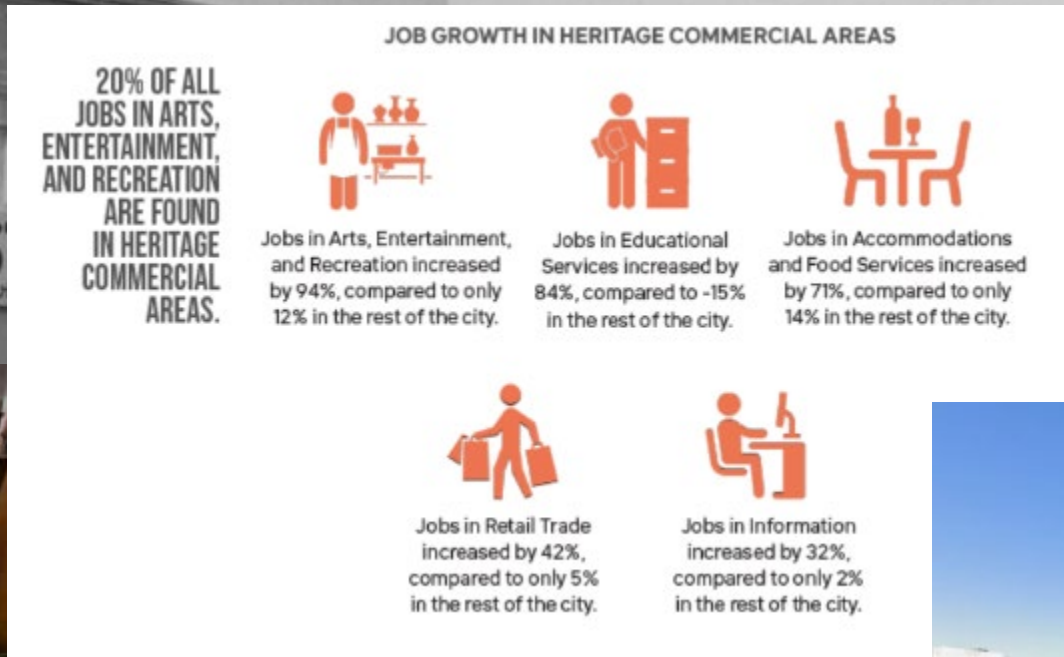 JOB GROWTH IN HERITAGE COMMERCIAL AREAS
20% OF ALL
JOBS IN ARTS,
ENTERTAINMENT,
AND RECREATION
ARE FOUND
IN HERITAGE
COMMERCIAL
AREAS.
Jobs in Arts, Entertainment,
and Recreation increased
by 94%, compared to only
12% in the rest of the city.
Jobs in Educational
Services increased by
84%, compared to -15%
in the rest of the city.
Jobs in Accommodations
and Food Services increased
by 71%, compared to only
14% in the rest of the city.
Jobs in Retail Trade
increased by 42%,
compared to only 5%
in the rest of the city.
Jobs in Information
increased by 32%,
compared to only 2%
in the rest of the city.